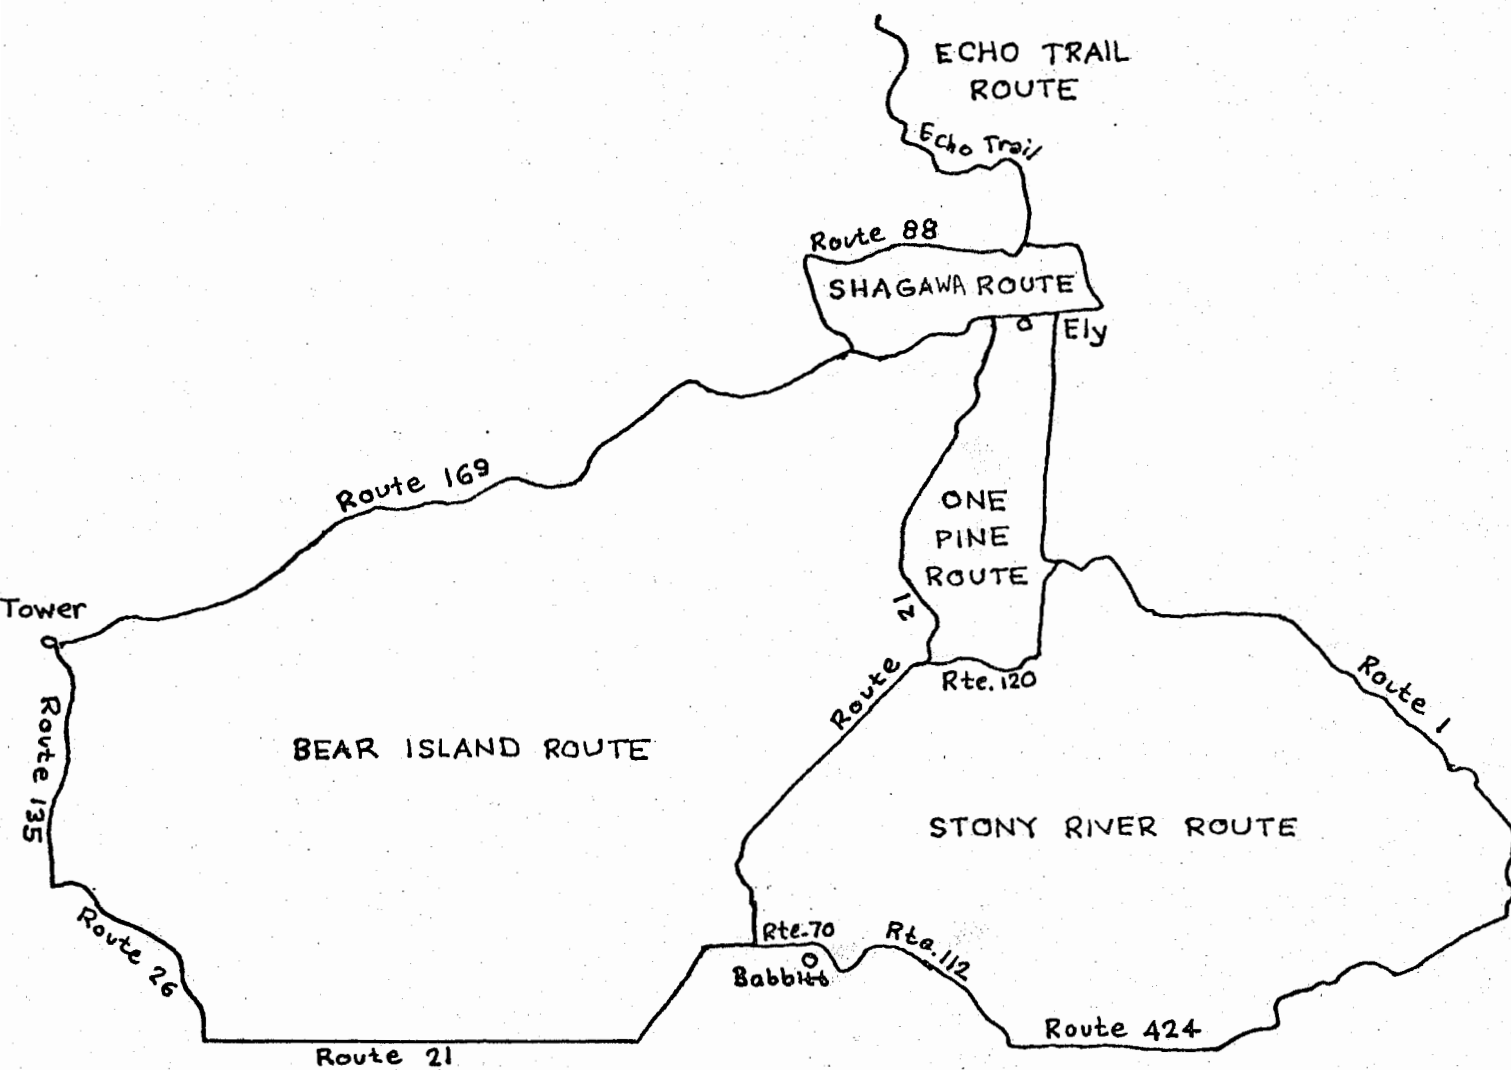 ECHO TRAIL
ROUTE
Echo Trail
Route 88
SHAGAWA ROUTE
Ely
Route 169
ONE
PINE
ROUTE
Tower
21
Route
Rte. 120
Route 1
Route 135
BEAR ISLAND ROUTE
STONY RIVER ROUTE
Route 26
Rte. 70
Rte. 112
Babbitt
Route 424
Route 21